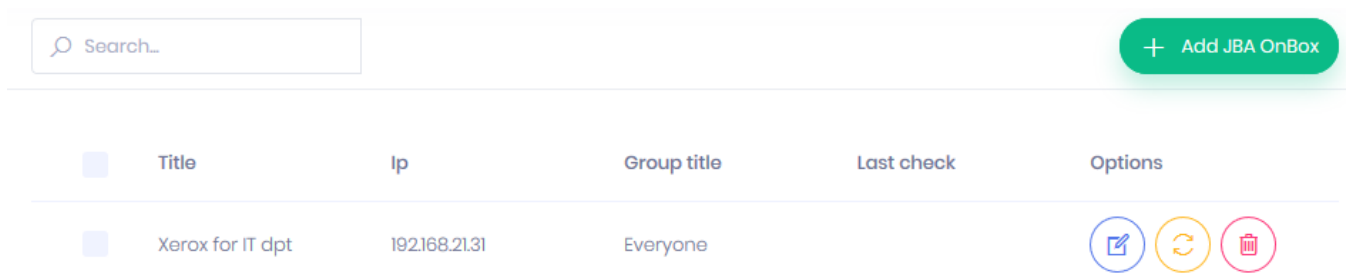 Search...
Add JBA OnBox
Title Ip Group title Last check Options
Xerox for IT dpt 192.168.21.31 Everyone